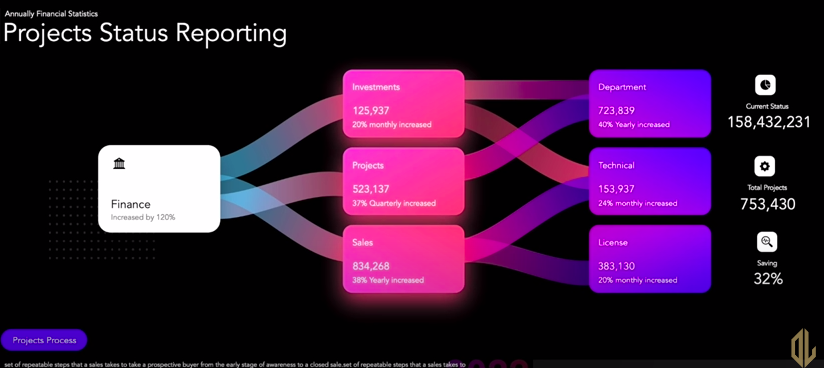 Annually Financial Statistics
Projects Status Reporting
Finance
Increased by 120%
Investments
125,937
20% monthly increased
Projects
523,137
37% Quarterly increased
Sales
834,268
38% Yearly increased
Department
723,839
40% Yearly increased
Technical
153,937
24% monthly increased
License
383,130
20% monthly increased
Current Status
158,432,231
Total Projects
753,430
Saving
32%
Projects Process
set of repeatable steps that a sales takes to take a prospective buyer from the early stage of awareness to a closed sale.set of repeatable steps that a sales takes to